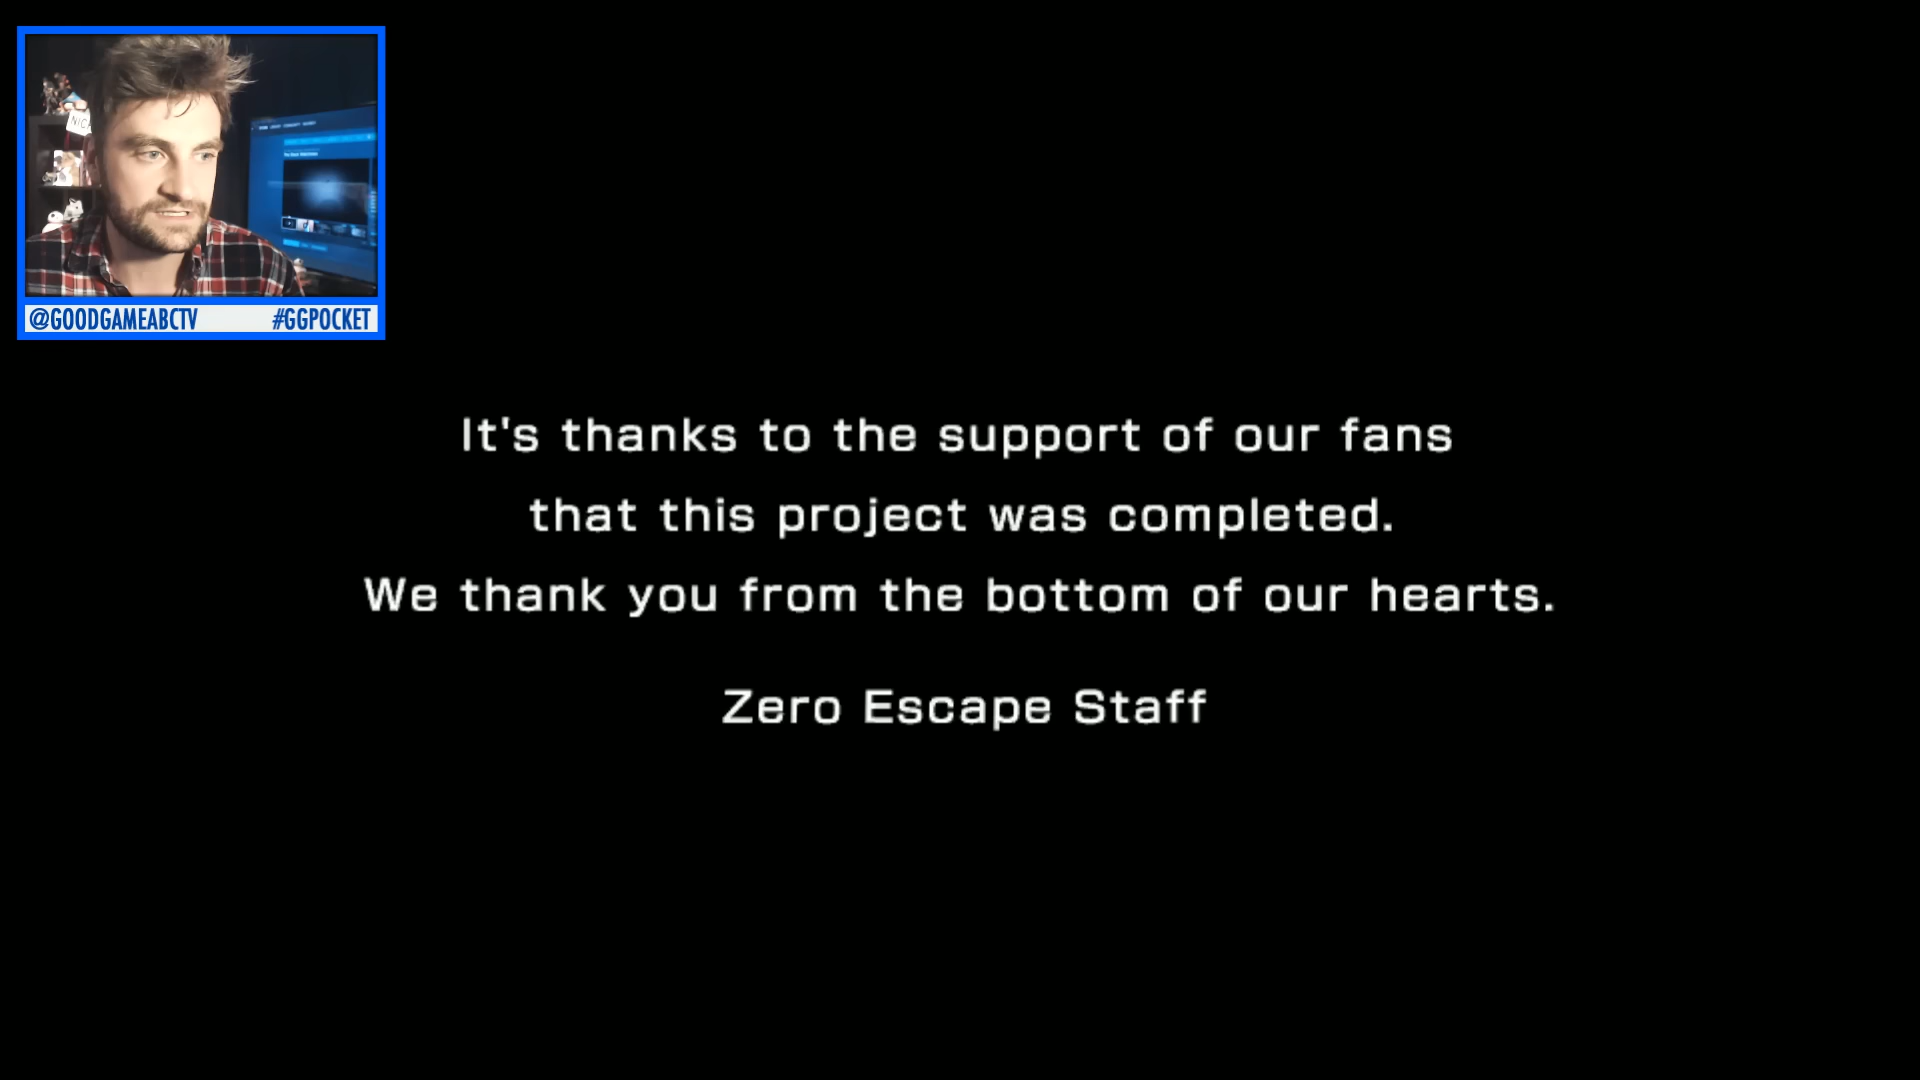 NICK
@GOODGAMEABCTV #GGPOCKET
It's thanks to the support of our fans
that this project was completed.
We thank you from the bottom of our hearts.
Zero Escape Staff